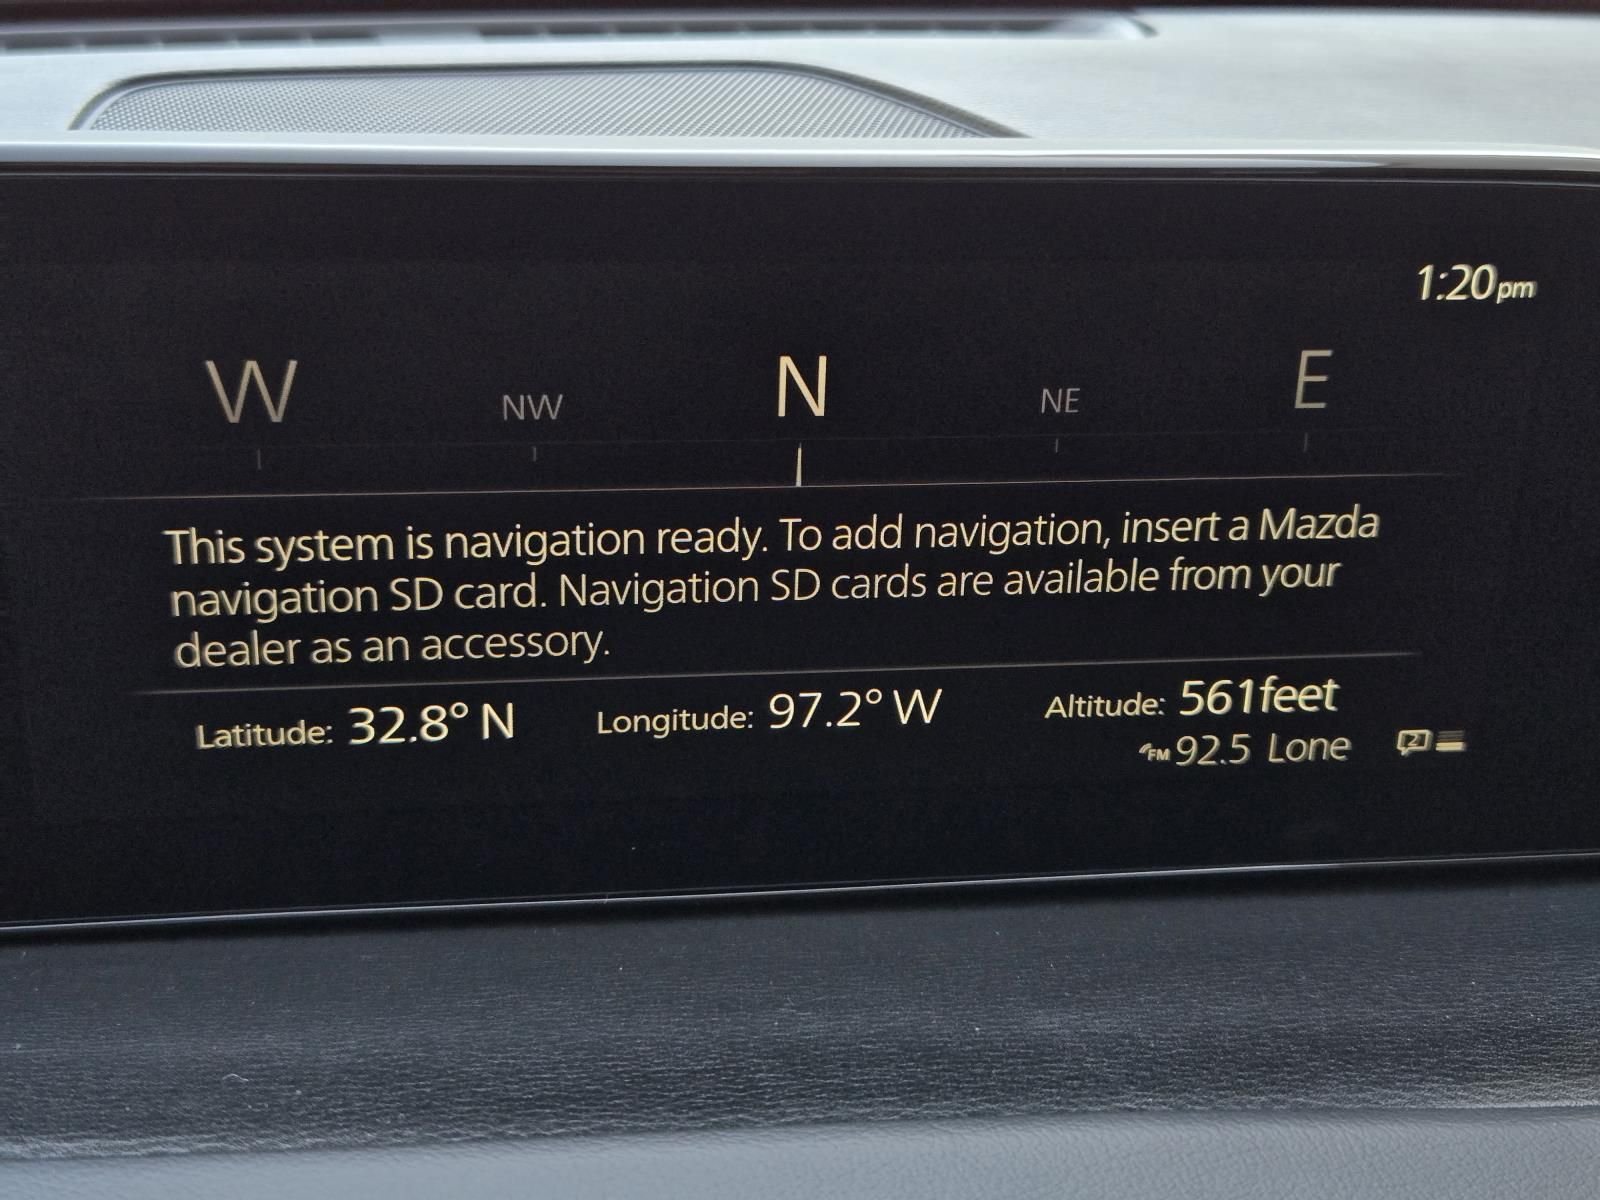 1:20pm
W NW N NE E
This system is navigation ready. To add navigation, insert a Mazda
navigation SD card. Navigation SD cards are available from your
dealer as an accessory.
Latitude: 32.8° N Longitude: 97.2° W Altitude: 561feet
FM 92.5 Lone 2